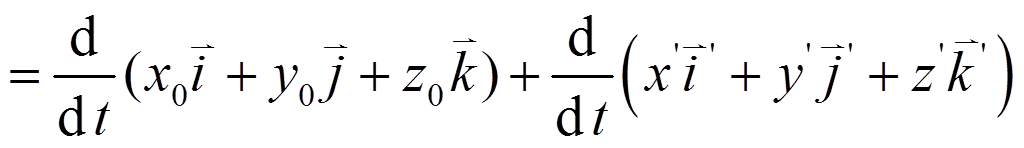 = d/dt (x₀i⃗ + y₀j⃗ + z₀k⃗) + d/dt (x'i⃗' + y'j⃗' + z'k⃗')